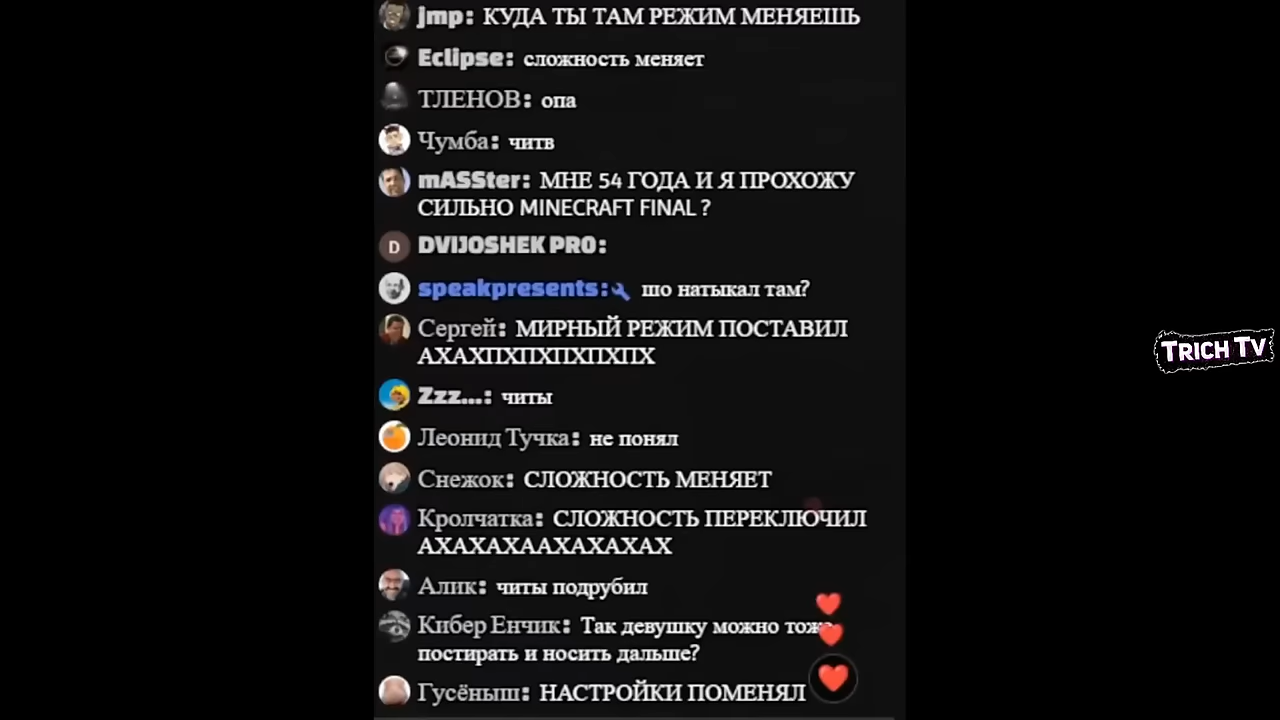 jmp: КУДА ТЫ ТАМ РЕЖИМ МЕНЯЕШЬ
Eclipse: сложность меняет
ТЛЕНОВ: опа
Чумба: читв
mASSter: МНЕ 54 ГОДА И Я ПРОХОЖУ
СИЛЬНО MINECRAFT FINAL ?
D DVIJOSHEK PRO:
speakpresents: шо натыкал там?
Сергей: МИРНЫЙ РЕЖИМ ПОСТАВИЛ
АХАХПХПХПХПХПХ
Zzz...: читы
Леонид Тучка: не понял
Снежок: СЛОЖНОСТЬ МЕНЯЕТ
Кролчатка: СЛОЖНОСТЬ ПЕРЕКЛЮЧИЛ
АХАХАХААХАХАХАХ
Алик: читы подрубил
Кибер Енчик: Так девушку можно тоже
постирать и носить дальше?
Гусёныш: НАСТРОЙКИ ПОМЕНЯЛ
TRICH TV